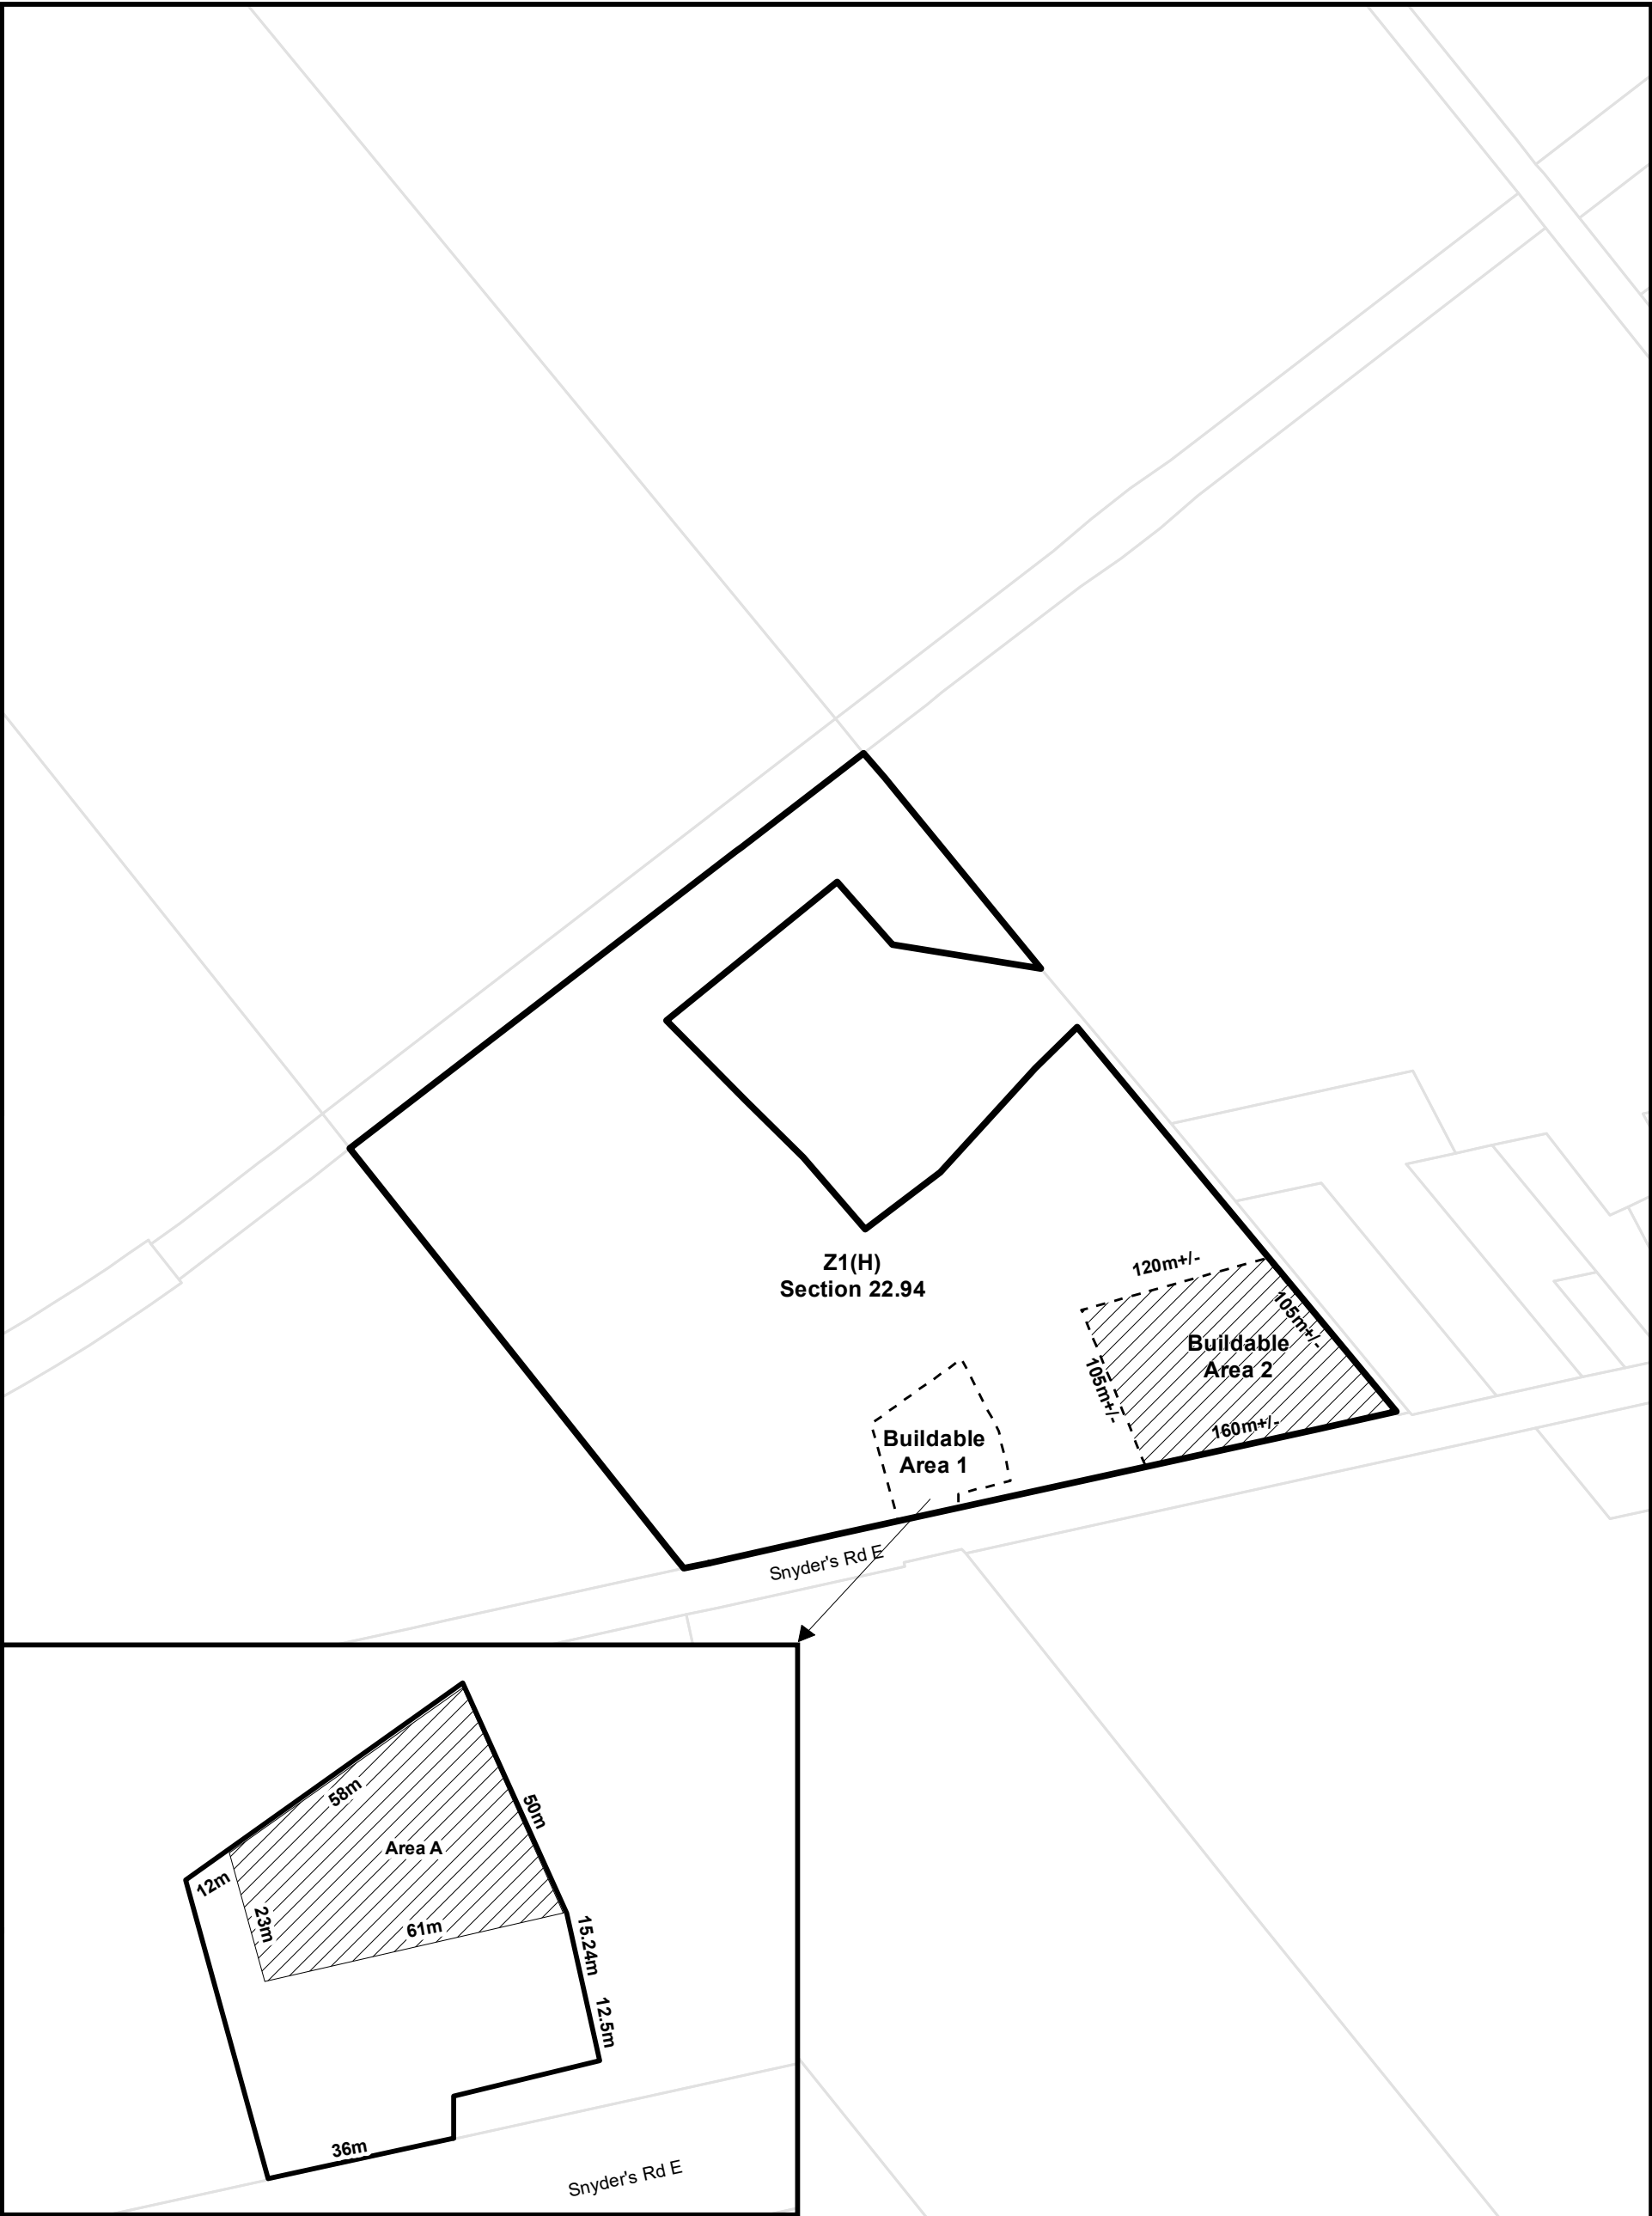 Z1(H)
Section 22.94
120m+/-
105m+/-
Buildable
Area 2
105m+/-
160m+/-
Buildable
Area 1
Snyder's Rd E
58m
50m
Area A
12m
23m
61m
15.24m
12.5m
36m
Snyder's Rd E